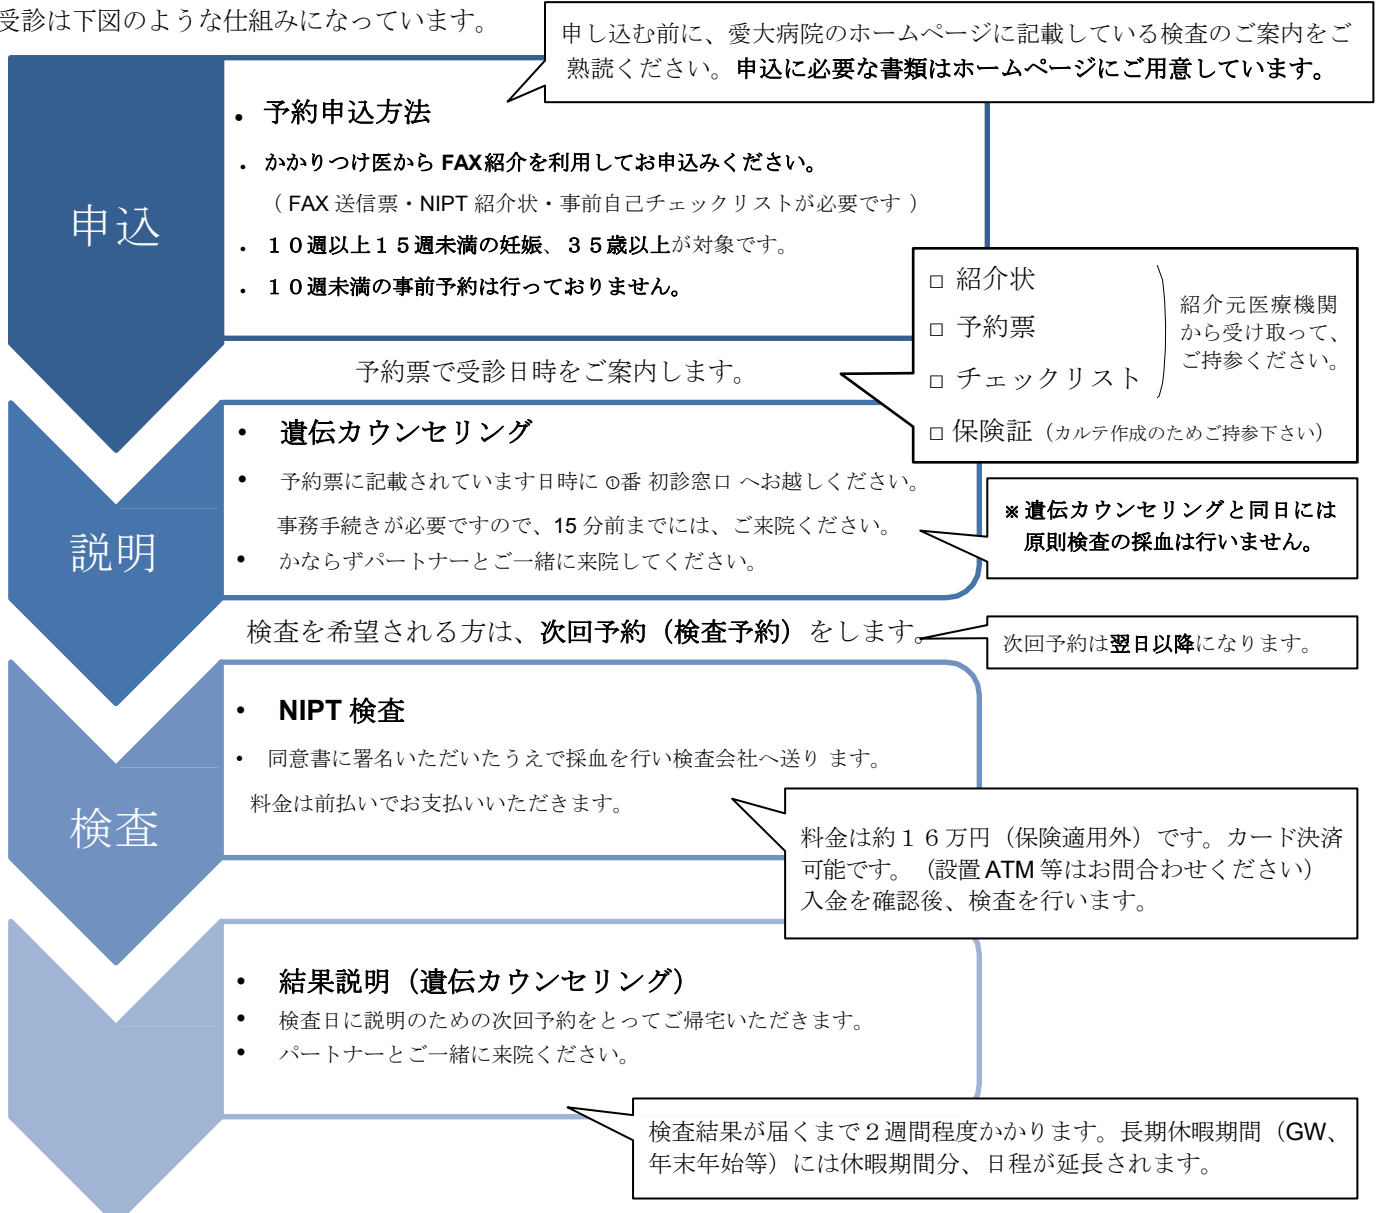 受診は下図のような仕組みになっています。
申し込む前に、愛大病院のホームページに記載している検査のご案内をご
熟読ください。申込に必要な書類はホームページにご用意しています。
申込
・ 予約申込方法
・ かかりつけ医から FAX紹介を利用してお申込みください。
（ FAX 送信票・NIPT 紹介状・事前自己チェックリストが必要です ）
・ １０週以上１５週未満の妊娠、３５歳以上が対象です。
・ １０週未満の事前予約は行っておりません。
□ 紹介状
□ 予約票
□ チェックリスト
紹介元医療機関
から受け取って、
ご持参ください。
□ 保険証（カルテ作成のためご持参下さい）
予約票で受診日時をご案内します。
説明
• 遺伝カウンセリング
• 予約票に記載されています日時に ①番 初診窓口 へお越しください。
事務手続きが必要ですので、15 分前までには、ご来院ください。
• かならずパートナーとご一緒に来院してください。
※ 遺伝カウンセリングと同日には
原則検査の採血は行いません。
検査を希望される方は、次回予約（検査予約）をします。
次回予約は翌日以降になります。
検査
• NIPT 検査
• 同意書に署名いただいたうえで採血を行い検査会社へ送り ます。
料金は前払いでお支払いいただきます。
料金は約１６万円（保険適用外）です。カード決済
可能です。（設置 ATM 等はお問合わせください）
入金を確認後、検査を行います。
• 結果説明（遺伝カウンセリング）
• 検査日に説明のための次回予約をとってご帰宅いただきます。
• パートナーとご一緒に来院ください。
検査結果が届くまで２週間程度かかります。長期休暇期間（GW、
年末年始等）には休暇期間分、日程が延長されます。